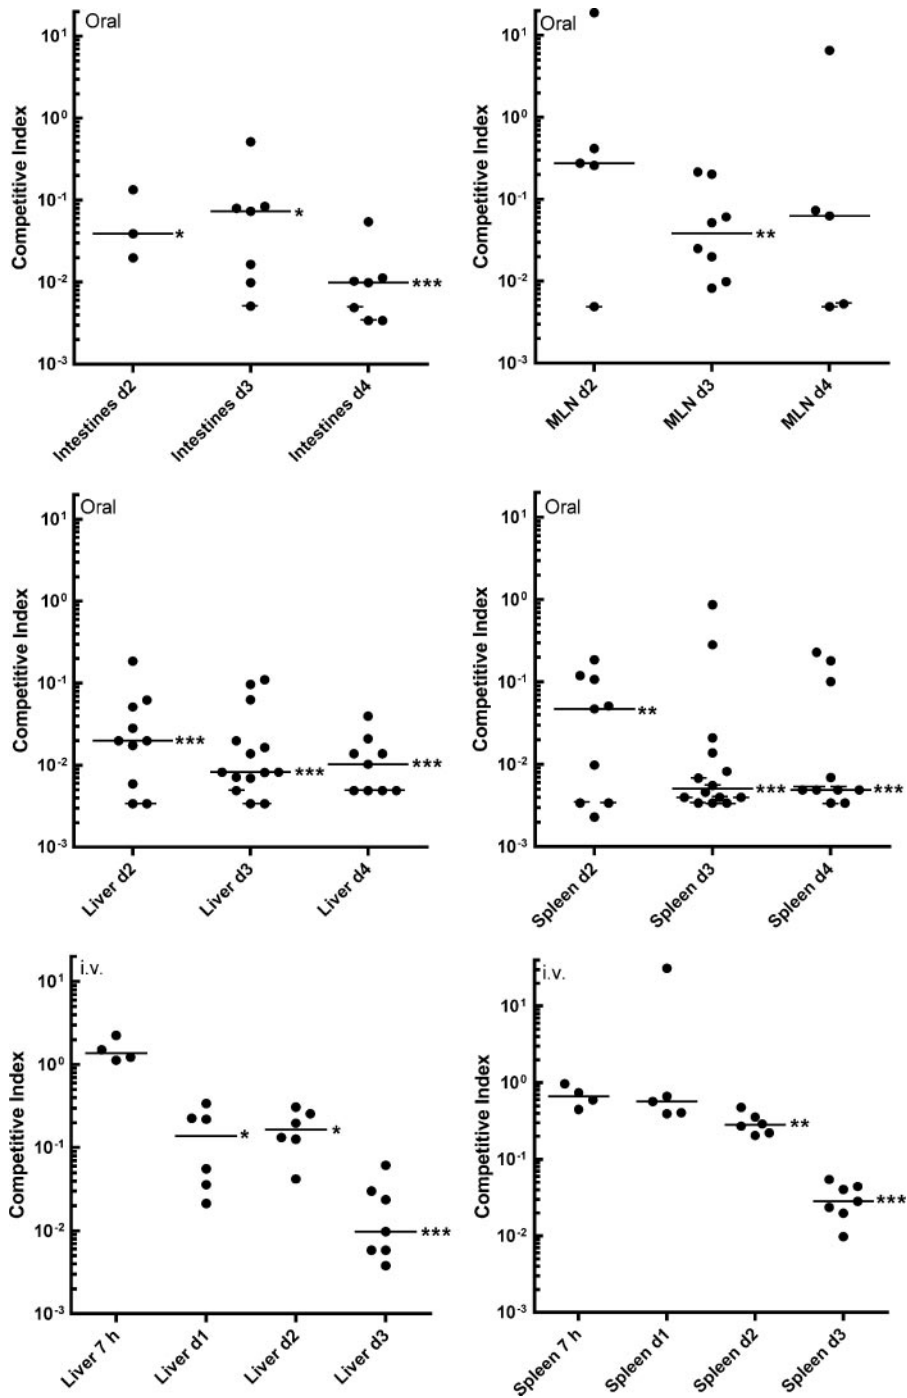 Oral
Competitive Index
10¹
10⁰
10⁻¹
10⁻²
10⁻³
*
*
***
Intestines d2
Intestines d3
Intestines d4
Oral
Competitive Index
10¹
10⁰
10⁻¹
10⁻²
10⁻³
**
MLN d2
MLN d3
MLN d4
Oral
Competitive Index
10¹
10⁰
10⁻¹
10⁻²
10⁻³
***
***
***
Liver d2
Liver d3
Liver d4
Oral
Competitive Index
10¹
10⁰
10⁻¹
10⁻²
10⁻³
**
***
***
Spleen d2
Spleen d3
Spleen d4
i.v.
Competitive Index
10¹
10⁰
10⁻¹
10⁻²
10⁻³
*
*
***
Liver 7 h
Liver d1
Liver d2
Liver d3
i.v.
Competitive Index
10¹
10⁰
10⁻¹
10⁻²
10⁻³
**
***
Spleen 7 h
Spleen d1
Spleen d2
Spleen d3